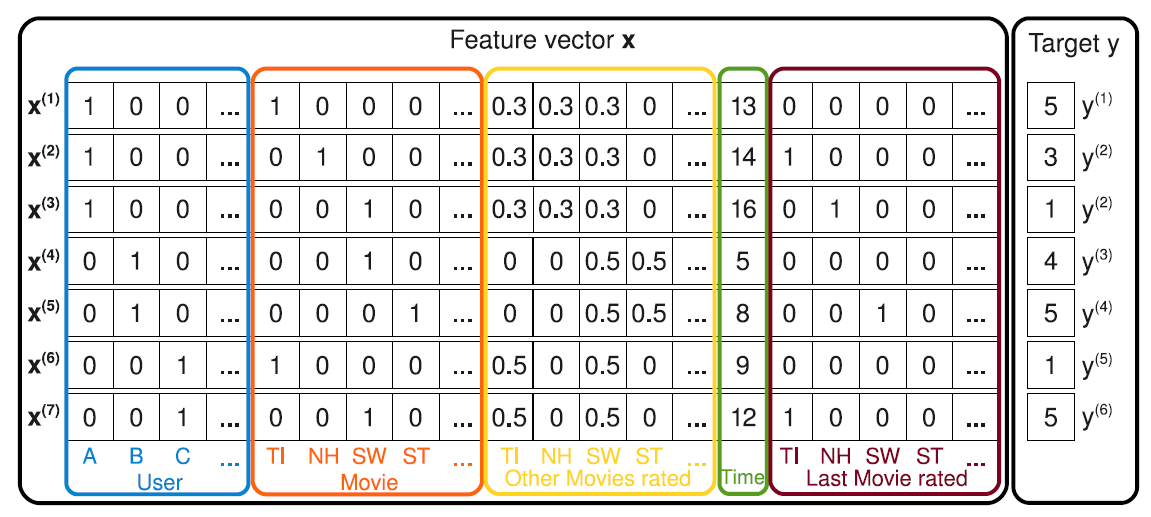 Feature vector x
Target y
x(1) 1 0 0 ... 1 0 0 0 ... 0.3 0.3 0.3 0 ... 13 0 0 0 0 ... 5 y(1)
x(2) 1 0 0 ... 0 1 0 0 ... 0.3 0.3 0.3 0 ... 14 1 0 0 0 ... 3 y(2)
x(3) 1 0 0 ... 0 0 1 0 ... 0.3 0.3 0.3 0 ... 16 0 1 0 0 ... 1 y(2)
x(4) 0 1 0 ... 0 0 1 0 ... 0 0 0.5 0.5 ... 5 0 0 0 0 ... 4 y(3)
x(5) 0 1 0 ... 0 0 0 1 ... 0 0 0.5 0.5 ... 8 0 0 1 0 ... 5 y(4)
x(6) 0 0 1 ... 1 0 0 0 ... 0.5 0 0.5 0 ... 9 0 0 0 0 ... 1 y(5)
x(7) 0 0 1 ... 0 0 1 0 ... 0.5 0 0.5 0 ... 12 1 0 0 0 ... 5 y(6)
A B C ... TI NH SW ST ... TI NH SW ST ... TI NH SW ST ...
User Movie Other Movies rated Time Last Movie rated